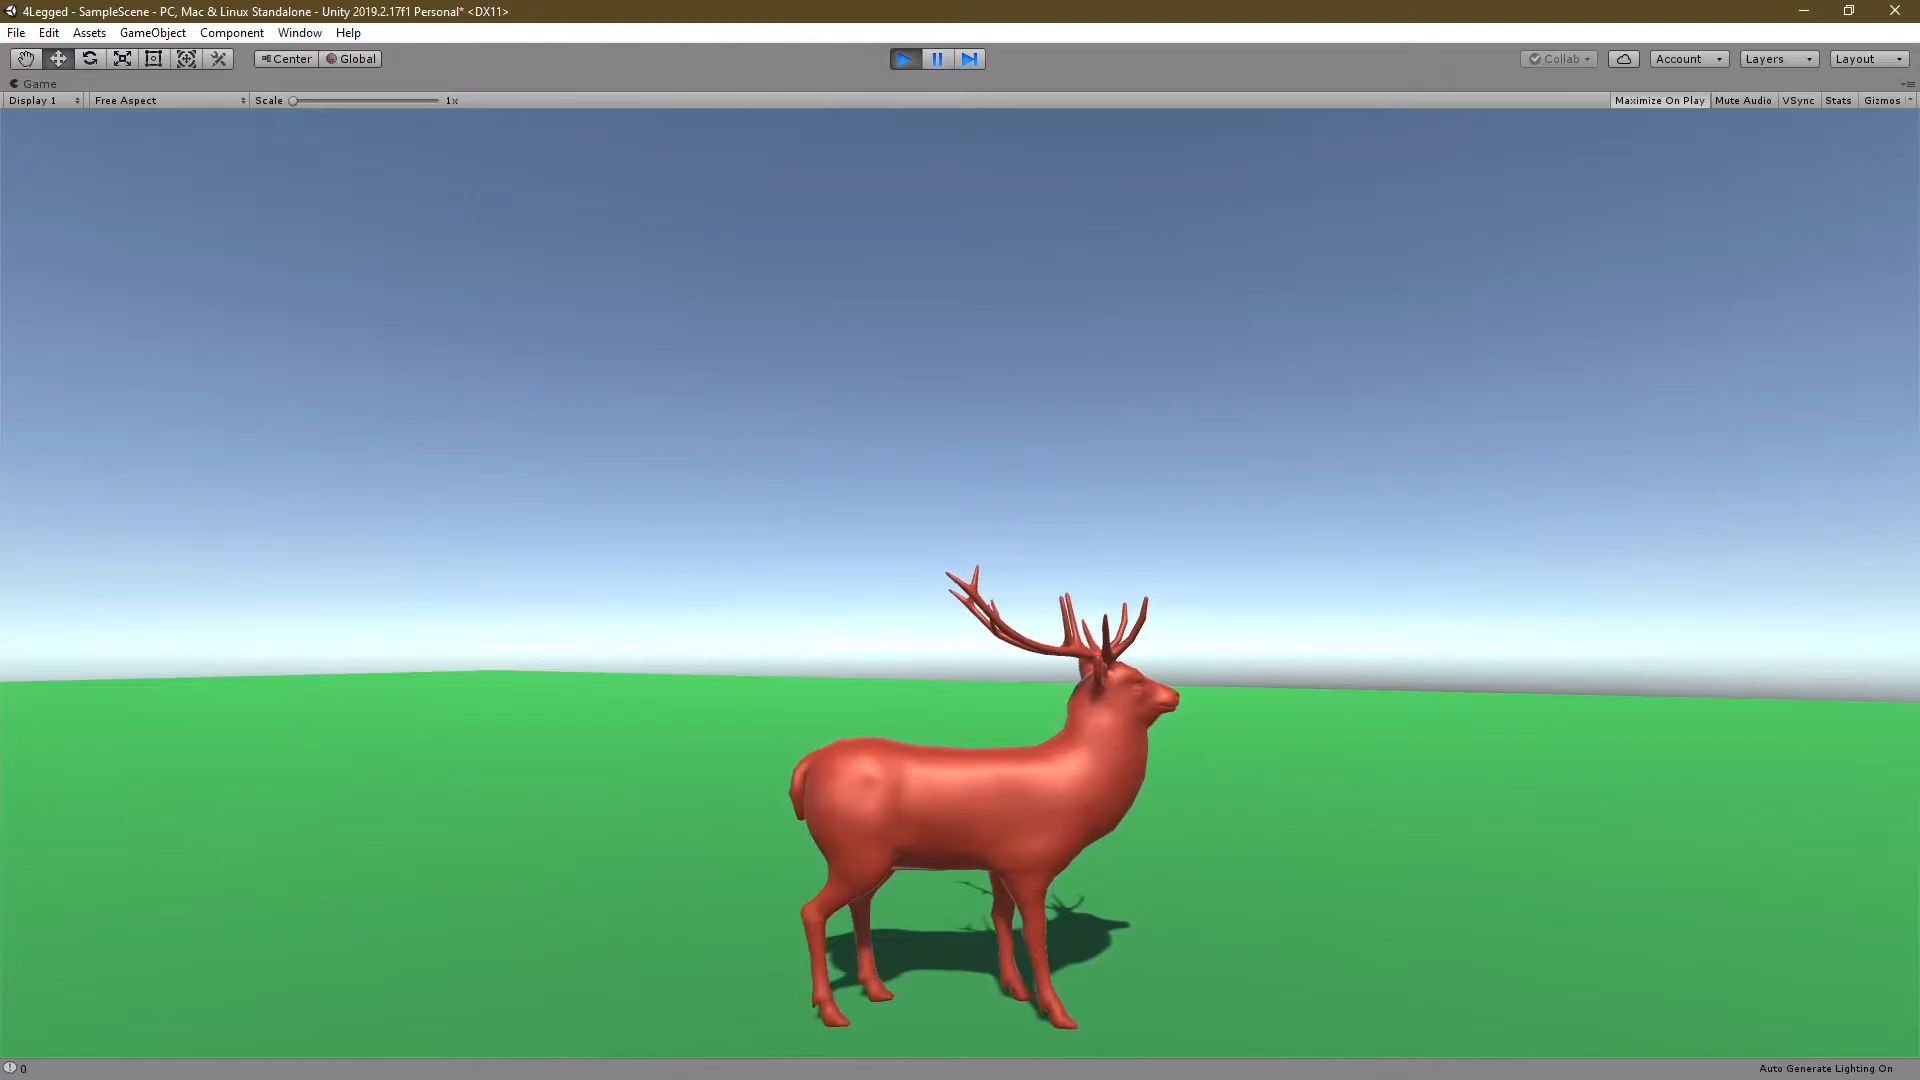 4Legged - SampleScene - PC, Mac & Linux Standalone - Unity 2019.2.17f1 Personal* <DX11>
File Edit Assets GameObject Component Window Help
Center Global Collab Account Layers Layout
Game
Display 1 Free Aspect Scale 1x Maximize On Play Mute Audio VSync Stats Gizmos
0 Auto Generate Lighting On